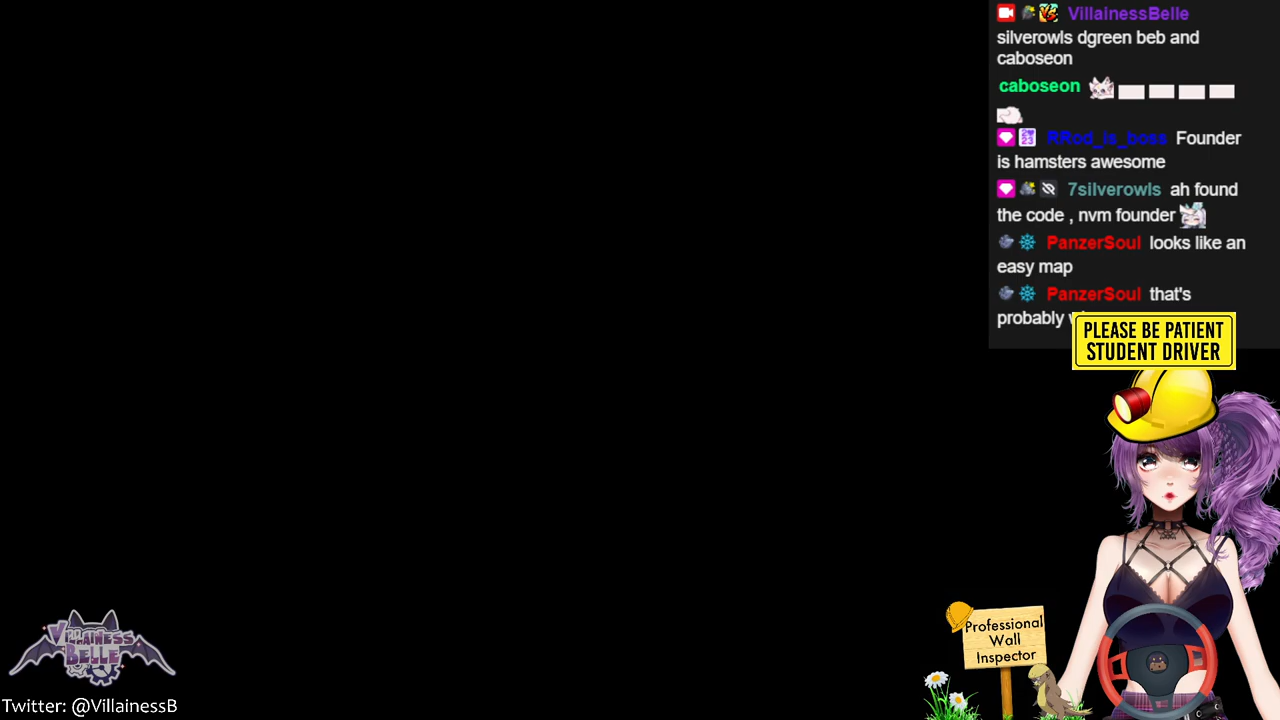 VillainessBelle
silverowls dgreen beb and
caboseon
caboseon
RRod_is_boss Founder
is hamsters awesome
7silverowls ah found
the code , nvm founder
PanzerSoul looks like an
easy map
PanzerSoul that's
probably
PLEASE BE PATIENT
STUDENT DRIVER
Professional
Wall
Inspector
VILLAINESS
BELLE
Twitter: @VillainessB